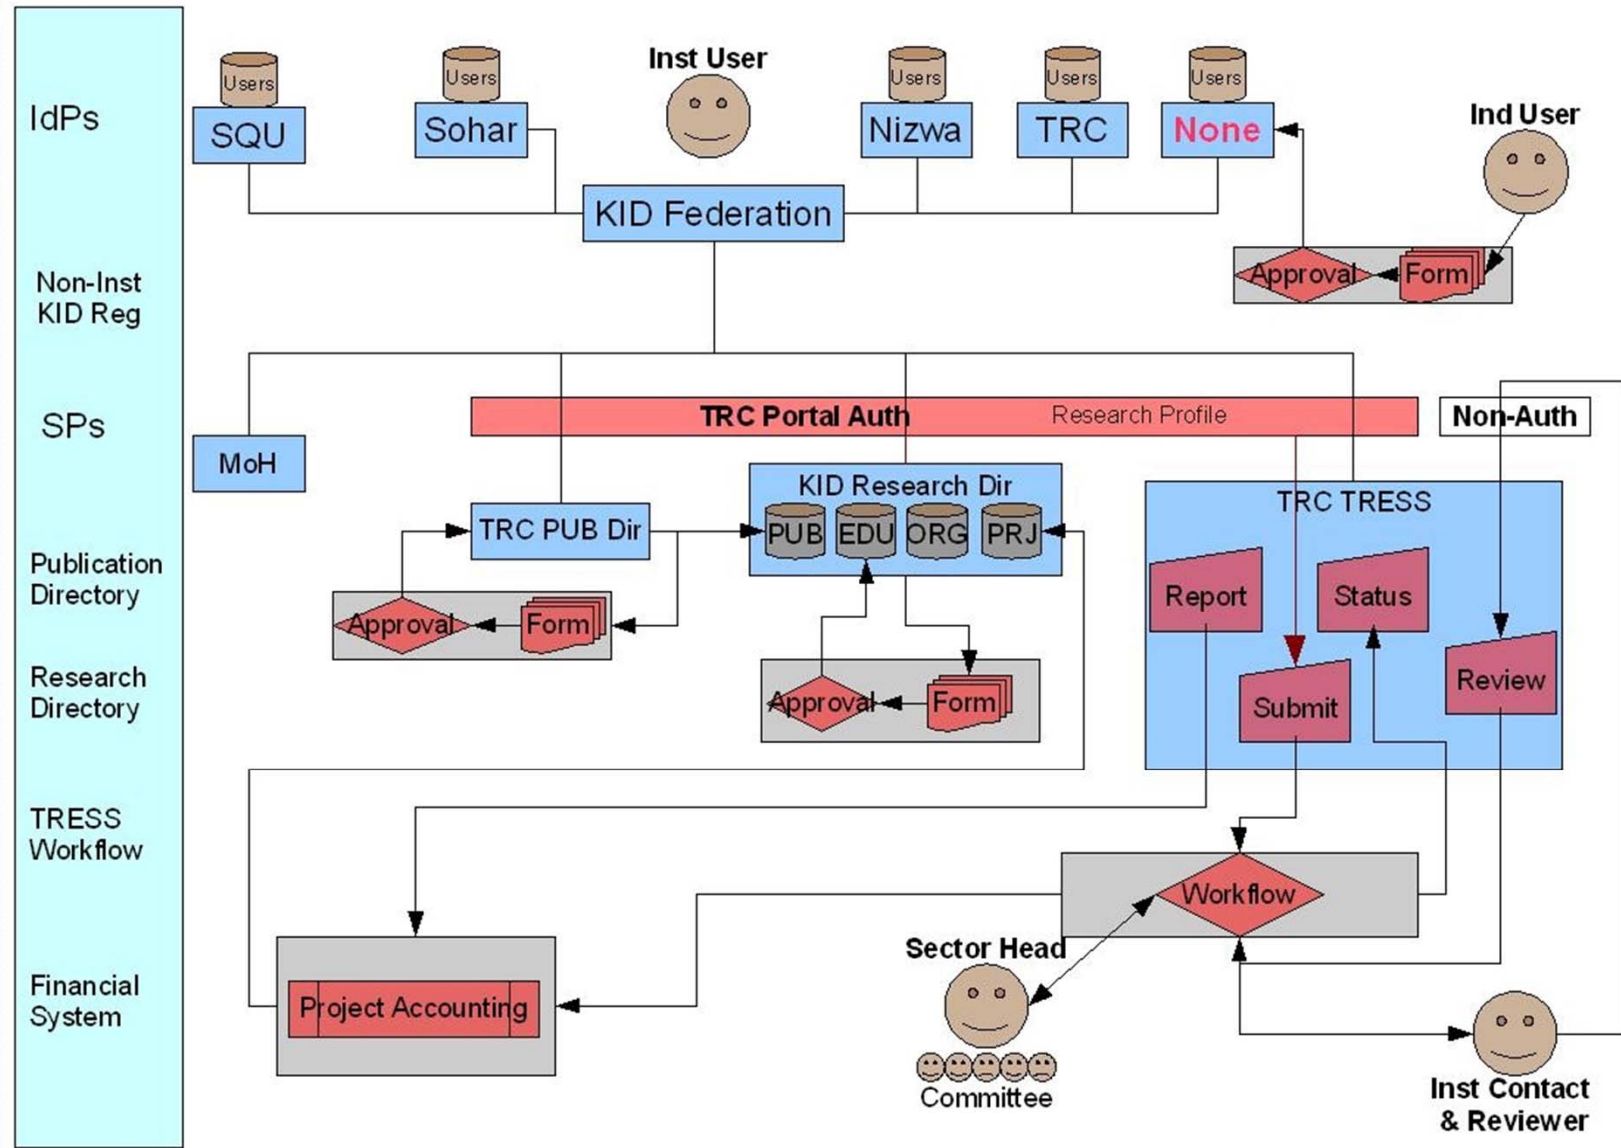 IdPs
Non-Inst
KID Reg
SPs
Publication
Directory
Research
Directory
TRESS
Workflow
Financial
System
Users
SQU
Users
Sohar
Inst User
Users
Nizwa
Users
TRC
Users
None
Ind User
KID Federation
Approval
Form
TRC Portal Auth
Research Profile
Non-Auth
MoH
TRC PUB Dir
KID Research Dir
PUB
EDU
ORG
PRJ
TRC TRESS
Report
Status
Submit
Review
Approval
Form
Approval
Form
Workflow
Project Accounting
Sector Head
Committee
Inst Contact
& Reviewer